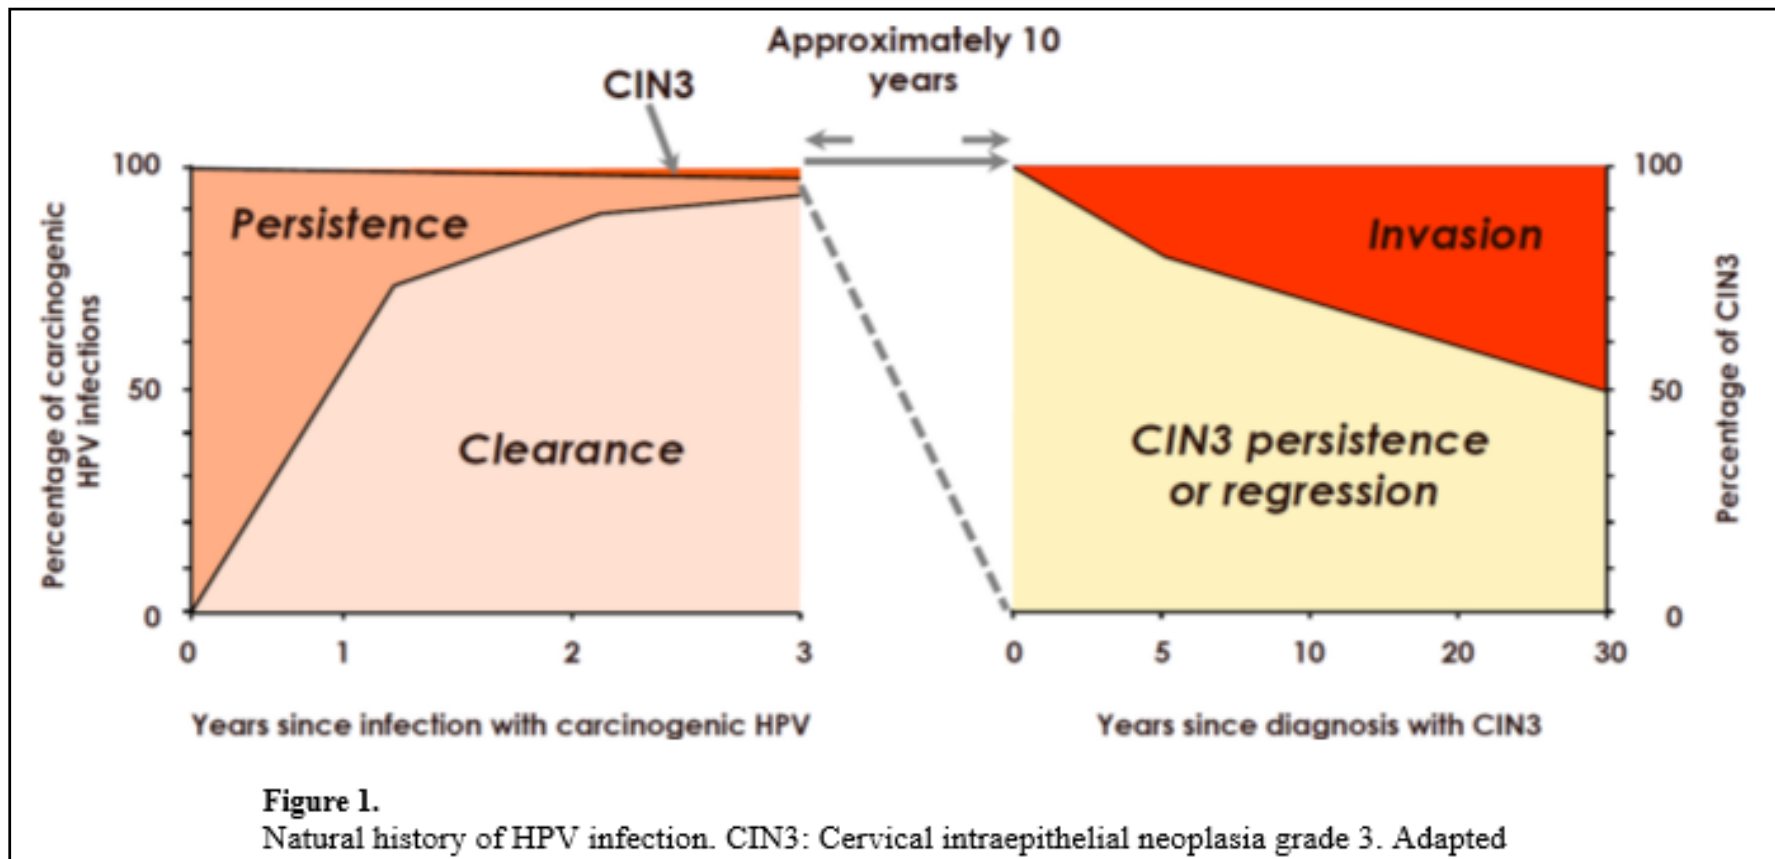 Approximately 10
years
CIN3
100
Persistence
50
Clearance
0
0
1
2
3
Percentage of carcinogenic
HPV infections
Years since infection with carcinogenic HPV
100
Invasion
50
CIN3 persistence
or regression
0
0
5
10
20
30
Percentage of CIN3
Years since diagnosis with CIN3
Figure 1.
Natural history of HPV infection. CIN3: Cervical intraepithelial neoplasia grade 3. Adapted